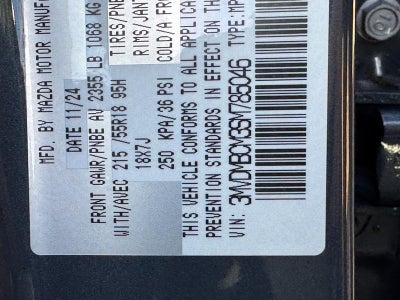 MFD. BY MAZDA MOTOR MANUF
DATE 11/24
FRONT GAWR/PNBE AV 2355 LB 1068 KG
WITH/AVEC 215 /55R18 95H TIRES/PNE
18X7J RIMS/JANT
250 KPA/36 PSI COLD/A FRO
THIS VEHICLE CONFORMS TO ALL APPLICA
PREVENTION STANDARDS IN EFFECT ON THE
3MVDMBCM3SM785046 TYPE:MP